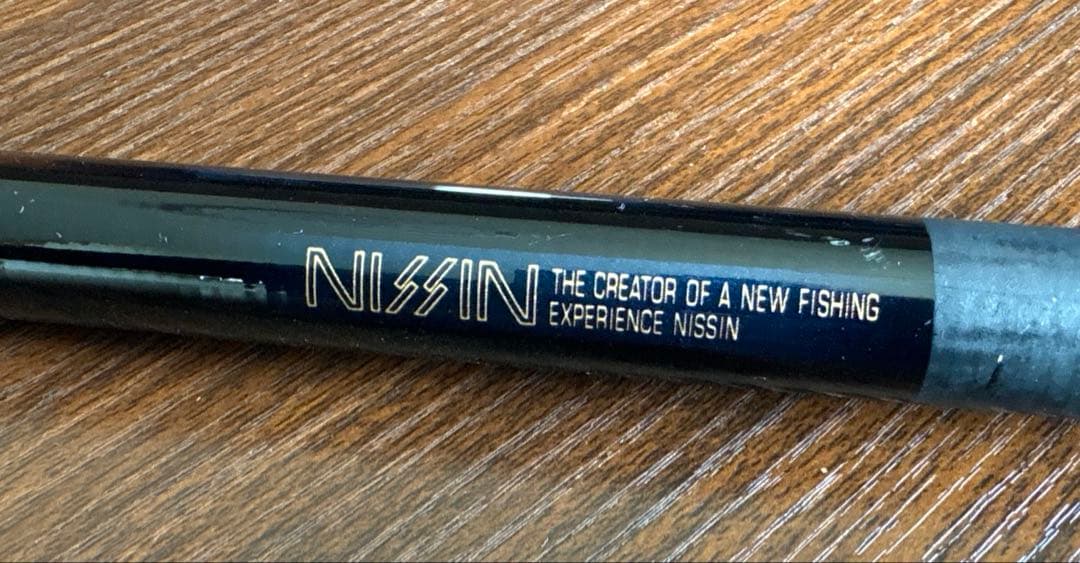 NISSIN
THE CREATOR OF A NEW FISHING
EXPERIENCE NISSIN